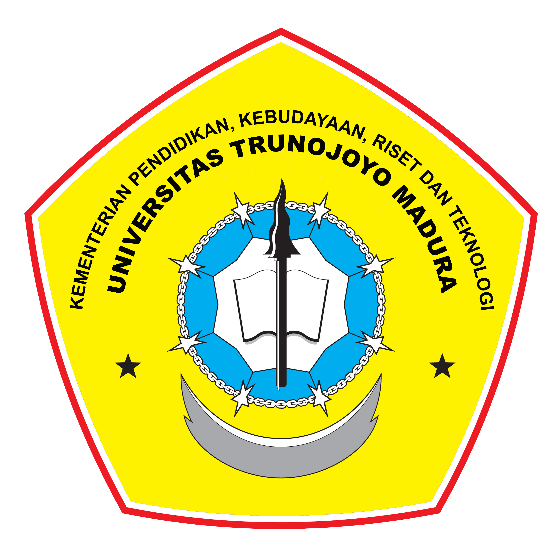 KEMENTERIAN PENDIDIKAN, KEBUDAYAAN, RISET DAN TEKNOLOGI
UNIVERSITAS TRUNOJOYO MADURA